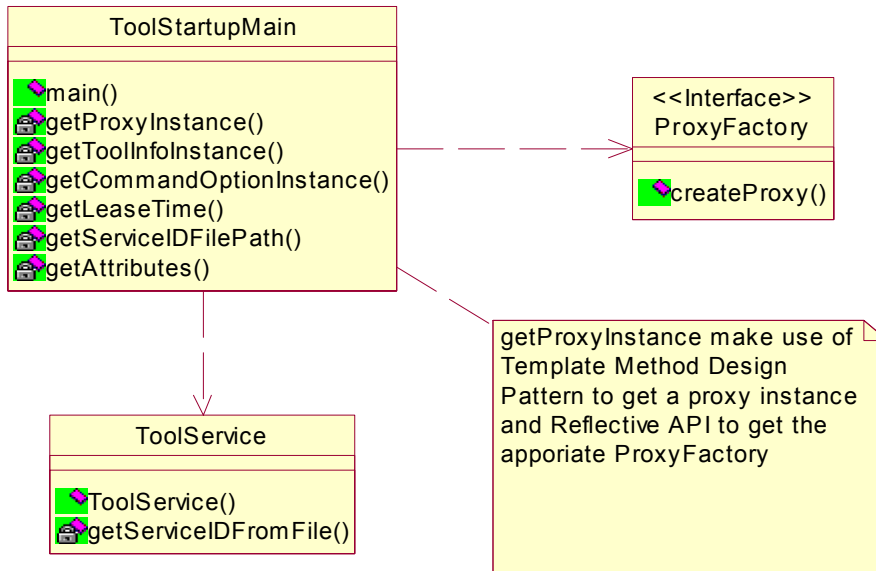 ToolStartupMain
main()
getProxyInstance()
getToolInfoInstance()
getCommandOptionInstance()
getLeaseTime()
getServiceIDFilePath()
getAttributes()
<<Interface>>
ProxyFactory
createProxy()
getProxyInstance make use of
Template Method Design
Pattern to get a proxy instance
and Reflective API to get the
apporiate ProxyFactory
ToolService
ToolService()
getServiceIDFromFile()